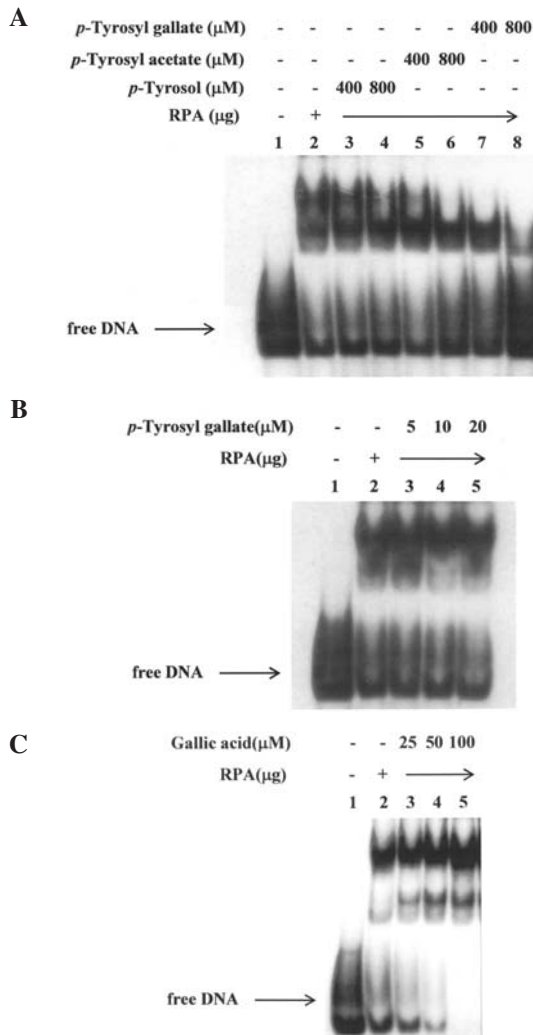 A
p-Tyrosyl gallate (μM) - - - - - - 400 800
p-Tyrosyl acetate (μM) - - - - 400 800 - -
p-Tyrosol (μM) - - 400 800 - - - -
RPA (μg) - +
1 2 3 4 5 6 7 8
free DNA
B
p-Tyrosyl gallate(μM) - - 5 10 20
RPA(μg) - +
1 2 3 4 5
free DNA
C
Gallic acid(μM) - - 25 50 100
RPA(μg) - +
1 2 3 4 5
free DNA